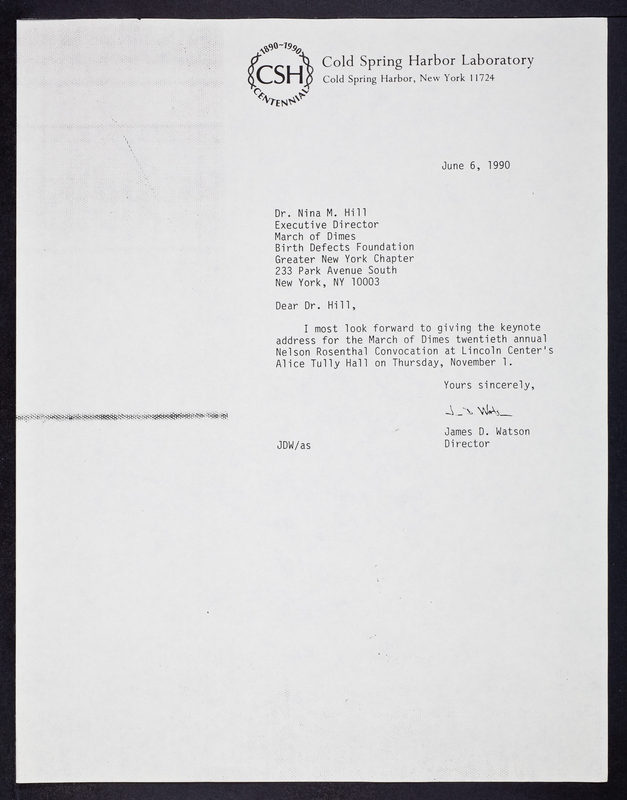 1890–1990
CSH
CENTENNIAL
Cold Spring Harbor Laboratory
Cold Spring Harbor, New York 11724
June 6, 1990
Dr. Nina M. Hill
Executive Director
March of Dimes
Birth Defects Foundation
Greater New York Chapter
233 Park Avenue South
New York, NY 10003
Dear Dr. Hill,
I most look forward to giving the keynote
address for the March of Dimes twentieth annual
Nelson Rosenthal Convocation at Lincoln Center's
Alice Tully Hall on Thursday, November 1.
Yours sincerely,
J. D. Watson
James D. Watson
JDW/as Director